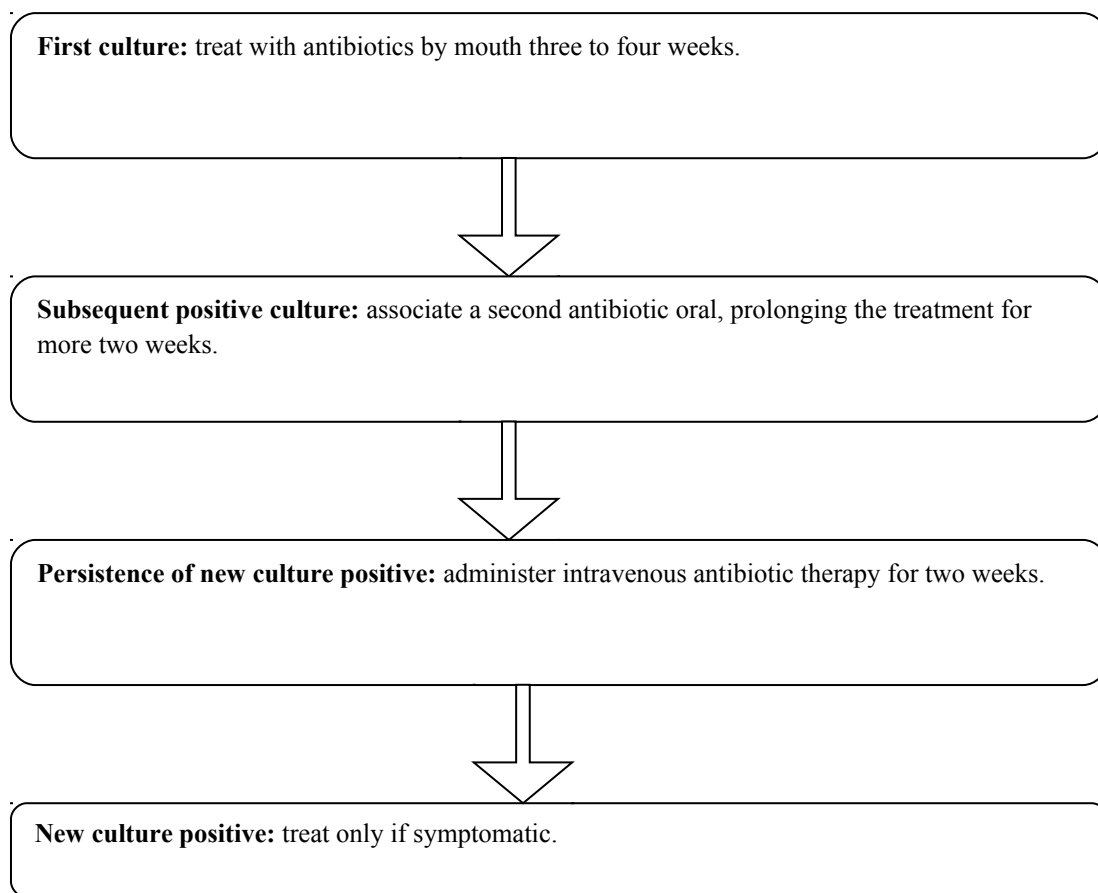 First culture: treat with antibiotics by mouth three to four weeks.
Subsequent positive culture: associate a second antibiotic oral, prolonging the treatment for
more two weeks.
Persistence of new culture positive: administer intravenous antibiotic therapy for two weeks.
New culture positive: treat only if symptomatic.